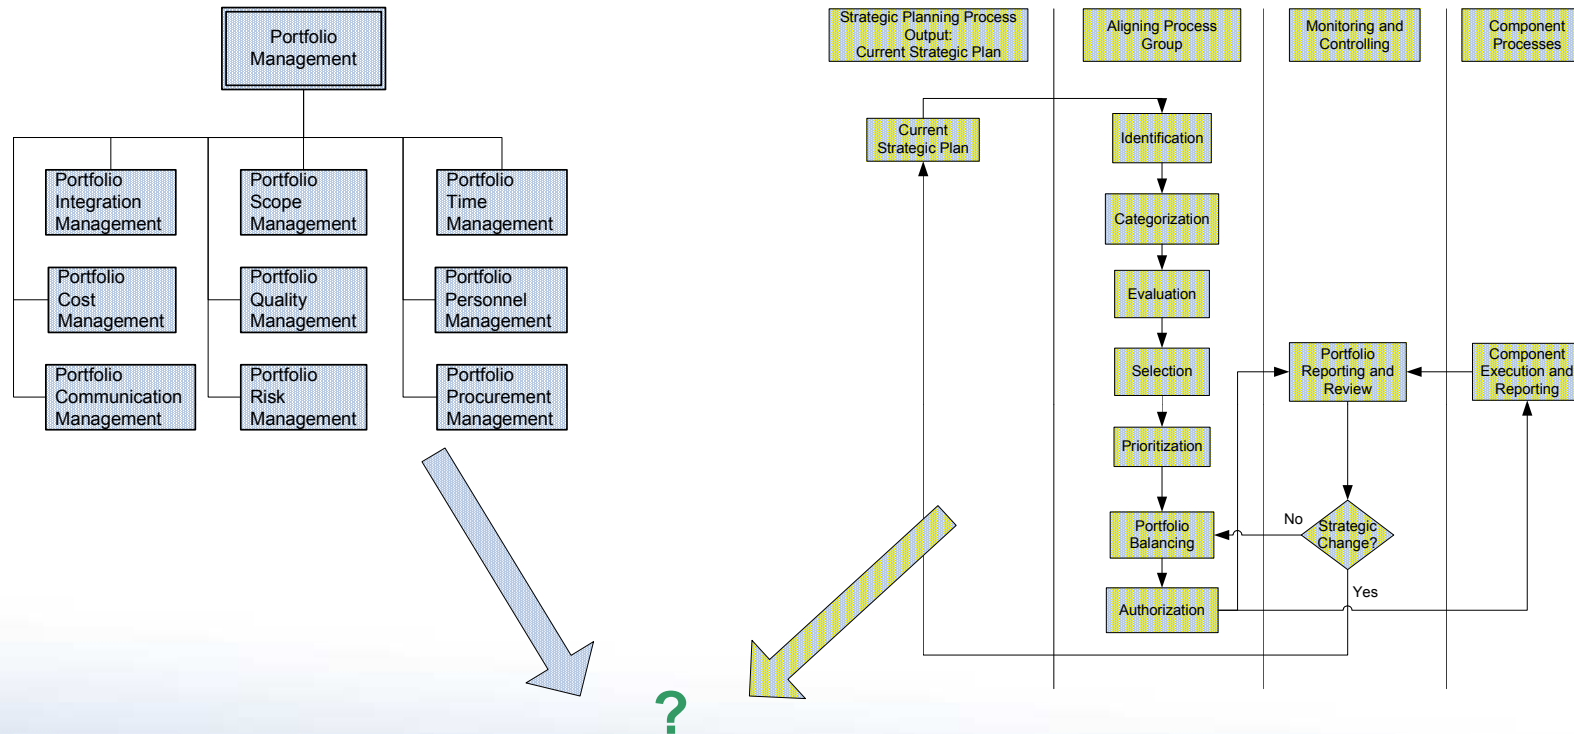 Portfolio
Management
Portfolio
Integration
Management
Portfolio
Scope
Management
Portfolio
Time
Management
Portfolio
Cost
Management
Portfolio
Quality
Management
Portfolio
Personnel
Management
Portfolio
Communication
Management
Portfolio
Risk
Management
Portfolio
Procurement
Management
Strategic Planning Process
Output:
Current Strategic Plan
Aligning Process
Group
Monitoring and
Controlling
Component
Processes
Current
Strategic Plan
Identification
Categorization
Evaluation
Selection
Portfolio
Reporting and
Review
Component
Execution and
Reporting
Prioritization
Portfolio
Balancing
No
Strategic
Change?
Yes
Authorization
?